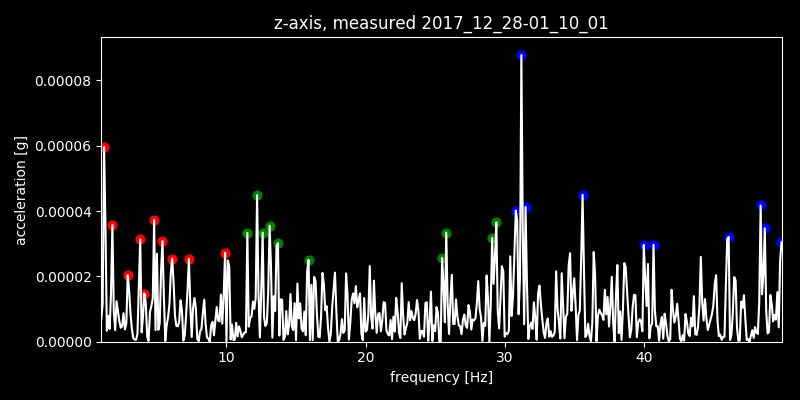 z-axis, measured 2017_12_28-01_10_01
0.00008
0.00006
0.00004
0.00002
0.00000
acceleration [g]
10 20 30 40
frequency [Hz]